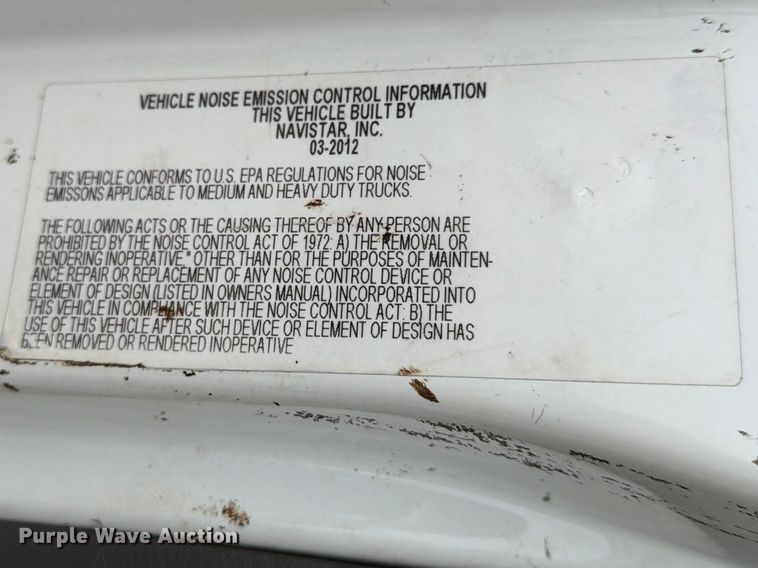 VEHICLE NOISE EMISSION CONTROL INFORMATION
THIS VEHICLE BUILT BY
NAVISTAR, INC.
03-2012
THIS VEHICLE CONFORMS TO U.S. EPA REGULATIONS FOR NOISE
EMISSONS APPLICABLE TO MEDIUM AND HEAVY DUTY TRUCKS.
THE FOLLOWING ACTS OR THE CAUSING THEREOF BY ANY PERSON ARE
PROHIBITED BY THE NOISE CONTROL ACT OF 1972: A) THE REMOVAL OR
RENDERING INOPERATIVE," OTHER THAN FOR THE PURPOSES OF MAINTEN-
ANCE REPAIR OR REPLACEMENT OF ANY NOISE CONTROL DEVICE OR
ELEMENT OF DESIGN (LISTED IN OWNERS MANUAL) INCORPORATED INTO
THIS VEHICLE IN COMPLIANCE WITH THE NOISE CONTROL ACT: B) THE
USE OF THIS VEHICLE AFTER SUCH DEVICE OR ELEMENT OF DESIGN HAS
BEEN REMOVED OR RENDERED INOPERATIVE
Purple Wave Auction